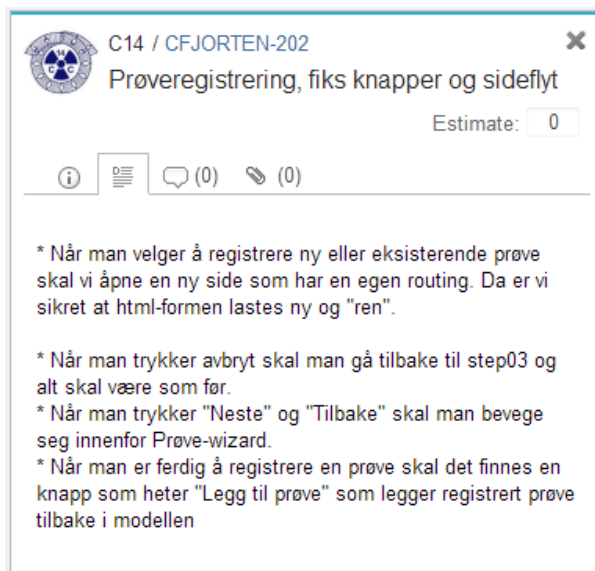 C14 / CFJORTEN-202
Prøveregistrering, fiks knapper og sideflyt
Estimate: 0
(0) (0)
* Når man velger å registrere ny eller eksisterende prøve
skal vi åpne en ny side som har en egen routing. Da er vi
sikret at html-formen lastes ny og "ren".
* Når man trykker avbryt skal man gå tilbake til step03 og
alt skal være som før.
* Når man trykker "Neste" og "Tilbake" skal man bevege
seg innenfor Prøve-wizard.
* Når man er ferdig å registrere en prøve skal det finnes en
knapp som heter "Legg til prøve" som legger registrert prøve
tilbake i modellen